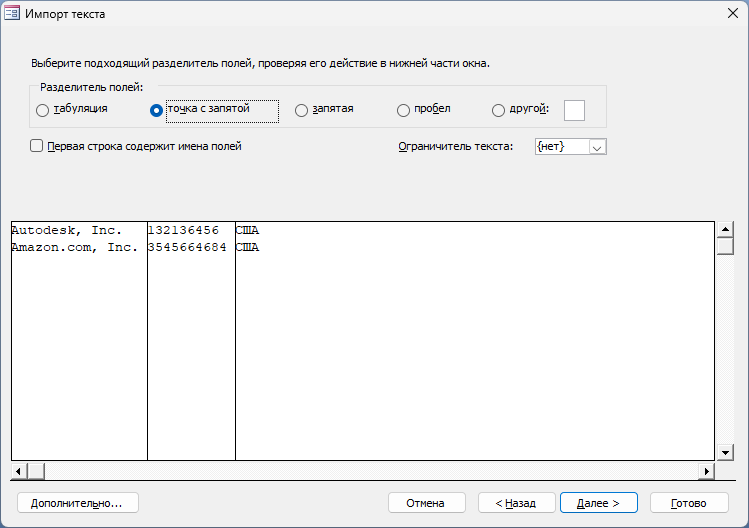 Импорт текста
Выберите подходящий разделитель полей, проверяя его действие в нижней части окна.
Разделитель полей:
табуляция точка с запятой запятая пробел другой:
Первая строка содержит имена полей Ограничитель текста: {нет}
Autodesk, Inc. 132136456 США
Amazon.com, Inc. 3545664684 США
Дополнительно... Отмена < Назад Далее > Готово